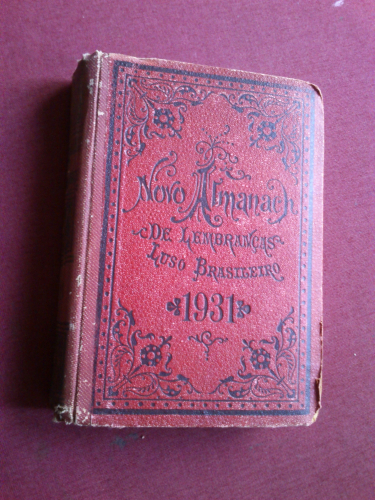 Novo Almanach
DE LEMBRANÇAS
LUSO BRASILEIRO
1931